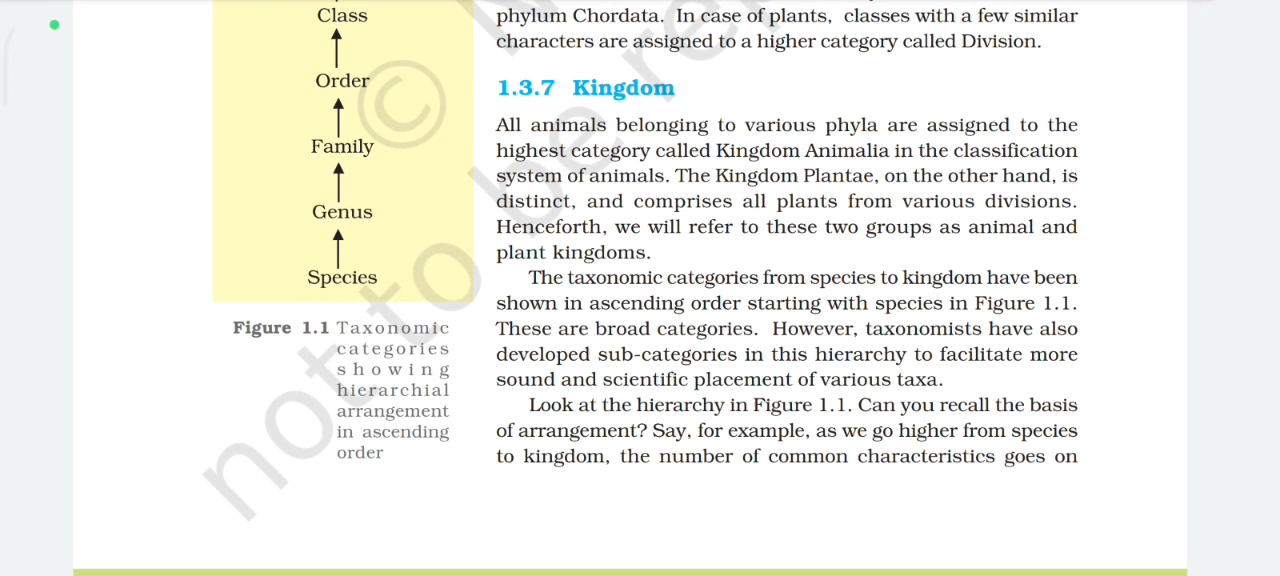 Class
Order
Family
Genus
Species
Figure 1.1 Taxonomic
categories
showing
hierarchial
arrangement
in ascending
order
phylum Chordata. In case of plants, classes with a few similar
characters are assigned to a higher category called Division.
1.3.7 Kingdom
All animals belonging to various phyla are assigned to the
highest category called Kingdom Animalia in the classification
system of animals. The Kingdom Plantae, on the other hand, is
distinct, and comprises all plants from various divisions.
Henceforth, we will refer to these two groups as animal and
plant kingdoms.
The taxonomic categories from species to kingdom have been
shown in ascending order starting with species in Figure 1.1.
These are broad categories. However, taxonomists have also
developed sub-categories in this hierarchy to facilitate more
sound and scientific placement of various taxa.
Look at the hierarchy in Figure 1.1. Can you recall the basis
of arrangement? Say, for example, as we go higher from species
to kingdom, the number of common characteristics goes on
©
not to be